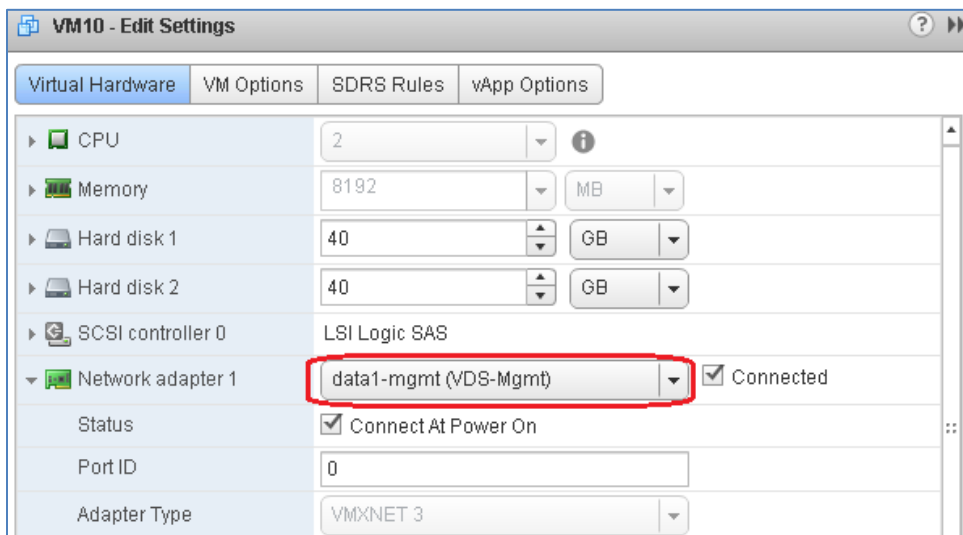 VM10 - Edit Settings
Virtual Hardware VM Options SDRS Rules vApp Options
CPU 2
Memory 8192 MB
Hard disk 1 40 GB
Hard disk 2 40 GB
SCSI controller 0 LSI Logic SAS
Network adapter 1 data1-mgmt (VDS-Mgmt) Connected
Status Connect At Power On
Port ID 0
Adapter Type VMXNET 3